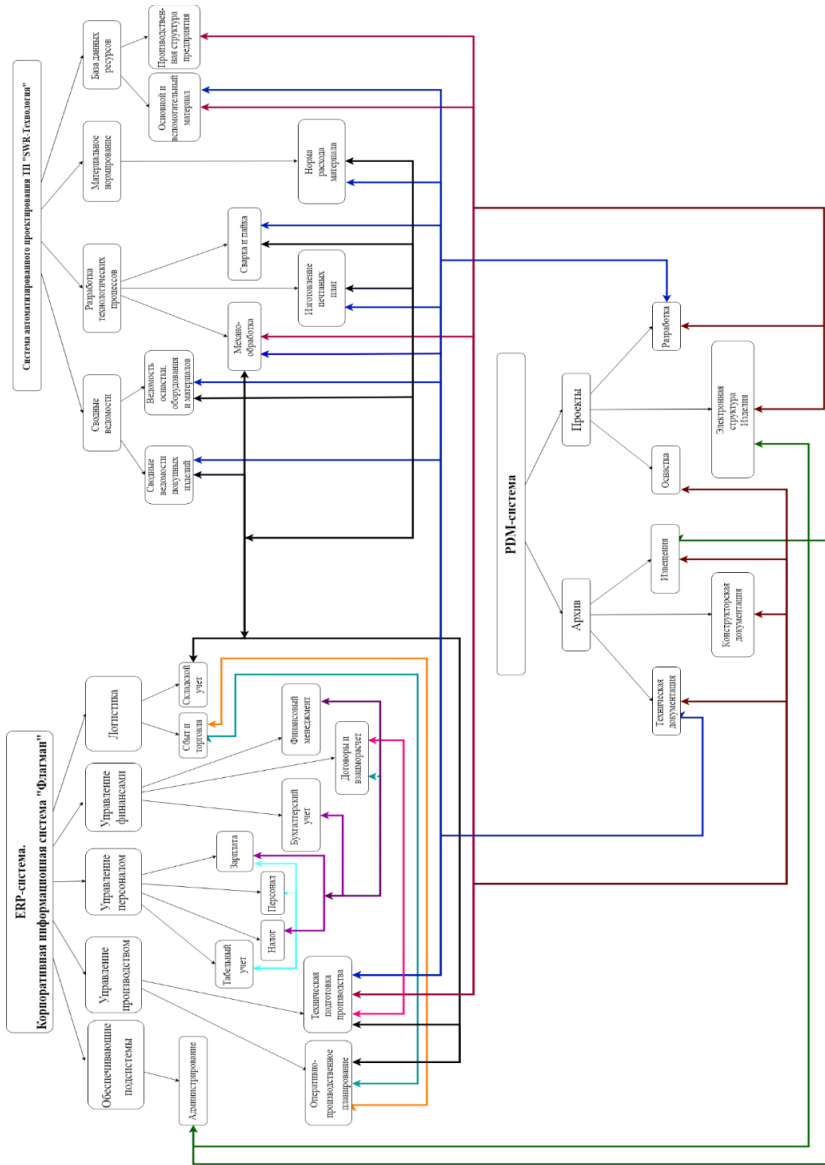 ERP-система.
Корпоративная информационная система "Флагман"
Обеспечивающие
подсистемы
Управление
производством
Управление
персоналом
Управление
финансами
Логистика
Администрирование
Оперативно-
производственное
планирование
Техническая
подготовка
производства
Табельный
учет
Налог
Персонал
Зарплата
Бухгалтерский
учет
Договоры и
взаиморасчет
Финансовый
менеджмент
Сбыт и
торговля
Складской
учет
Система автоматизированного проектирования ТП "SWR-Технология"
Сводные
ведомости
Разработка
технологических
процессов
Материальное
нормирование
База данных
ресурсов
Сводные
ведомости
покупных
изделий
Ведомость
оснастки,
оборудования
и материалов
Механо-
обработка
Изготовление
печтаных
плат
Сварка и пайка
Норма
расхода
материала
Основной и
вспомогательный
материал
Производствен-
ная структура
предприятия
PDM-система
Архив
Проекты
Техническая
документация
Конструкторская
документация
Извещения
Оснастка
Электронная
структура
Изделия
Разработка